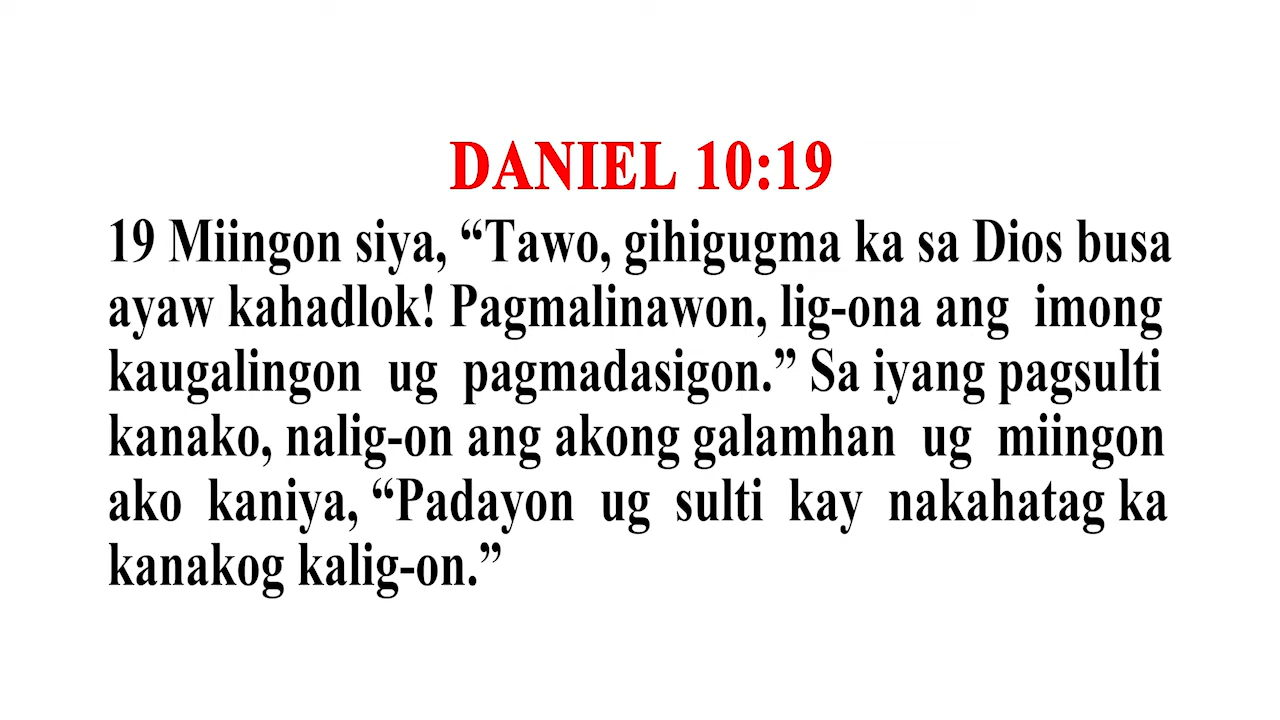 DANIEL 10:19
19 Miingon siya, “Tawo, gihigugma ka sa Dios busa
ayaw kahadlok! Pagmalinawon, lig-ona ang imong
kaugalingon ug pagmadasigon.” Sa iyang pagsulti
kanako, nalig-on ang akong galamhan ug miingon
ako kaniya, “Padayon ug sulti kay nakahatag ka
kanakog kalig-on.”